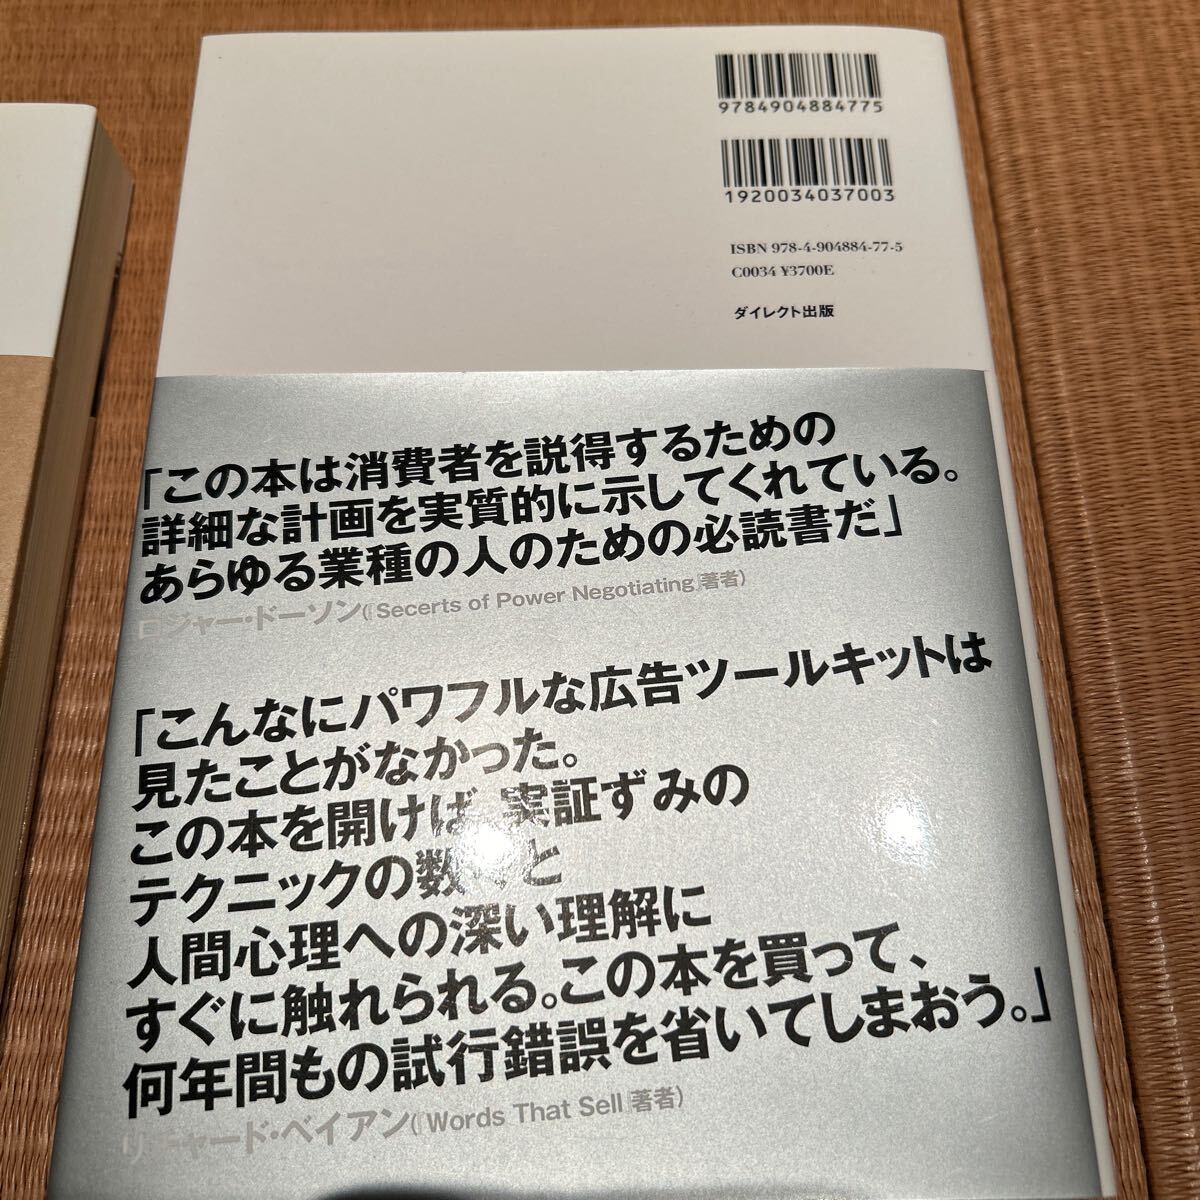 9784904884775
1920034037003
ISBN 978-4-904884-77-5
C0034 ¥3700E
ダイレクト出版
「この本は消費者を説得するための
詳細な計画を実質的に示してくれている。
あらゆる業種の人のための必読書だ」
ロジャー・ドーソン(『Secerts of Power Negotiating』著者)
「こんなにパワフルな広告ツールキットは
見たことがなかった。
この本を開けば、実証ずみの
テクニックの数々と
人間心理への深い理解に
すぐに触れられる。この本を買って、
何年間もの試行錯誤を省いてしまおう。」
リチャード・ベイアン(『Words That Sell』著者)